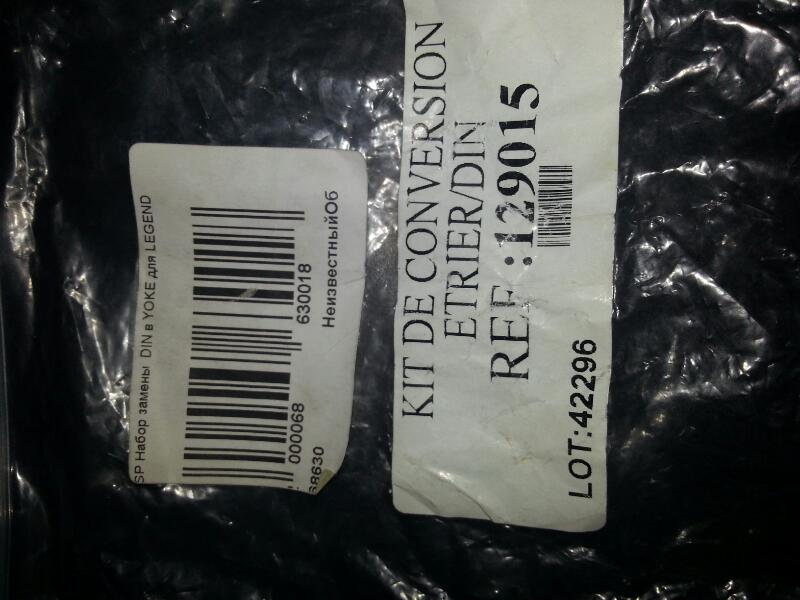 SP Набор замены DIN в YOKE для LEGEND
000068 630018
68630
НеизвестныйОб
KIT DE CONVERSION
ETRIER/DIN
REF :129015
LOT:42296